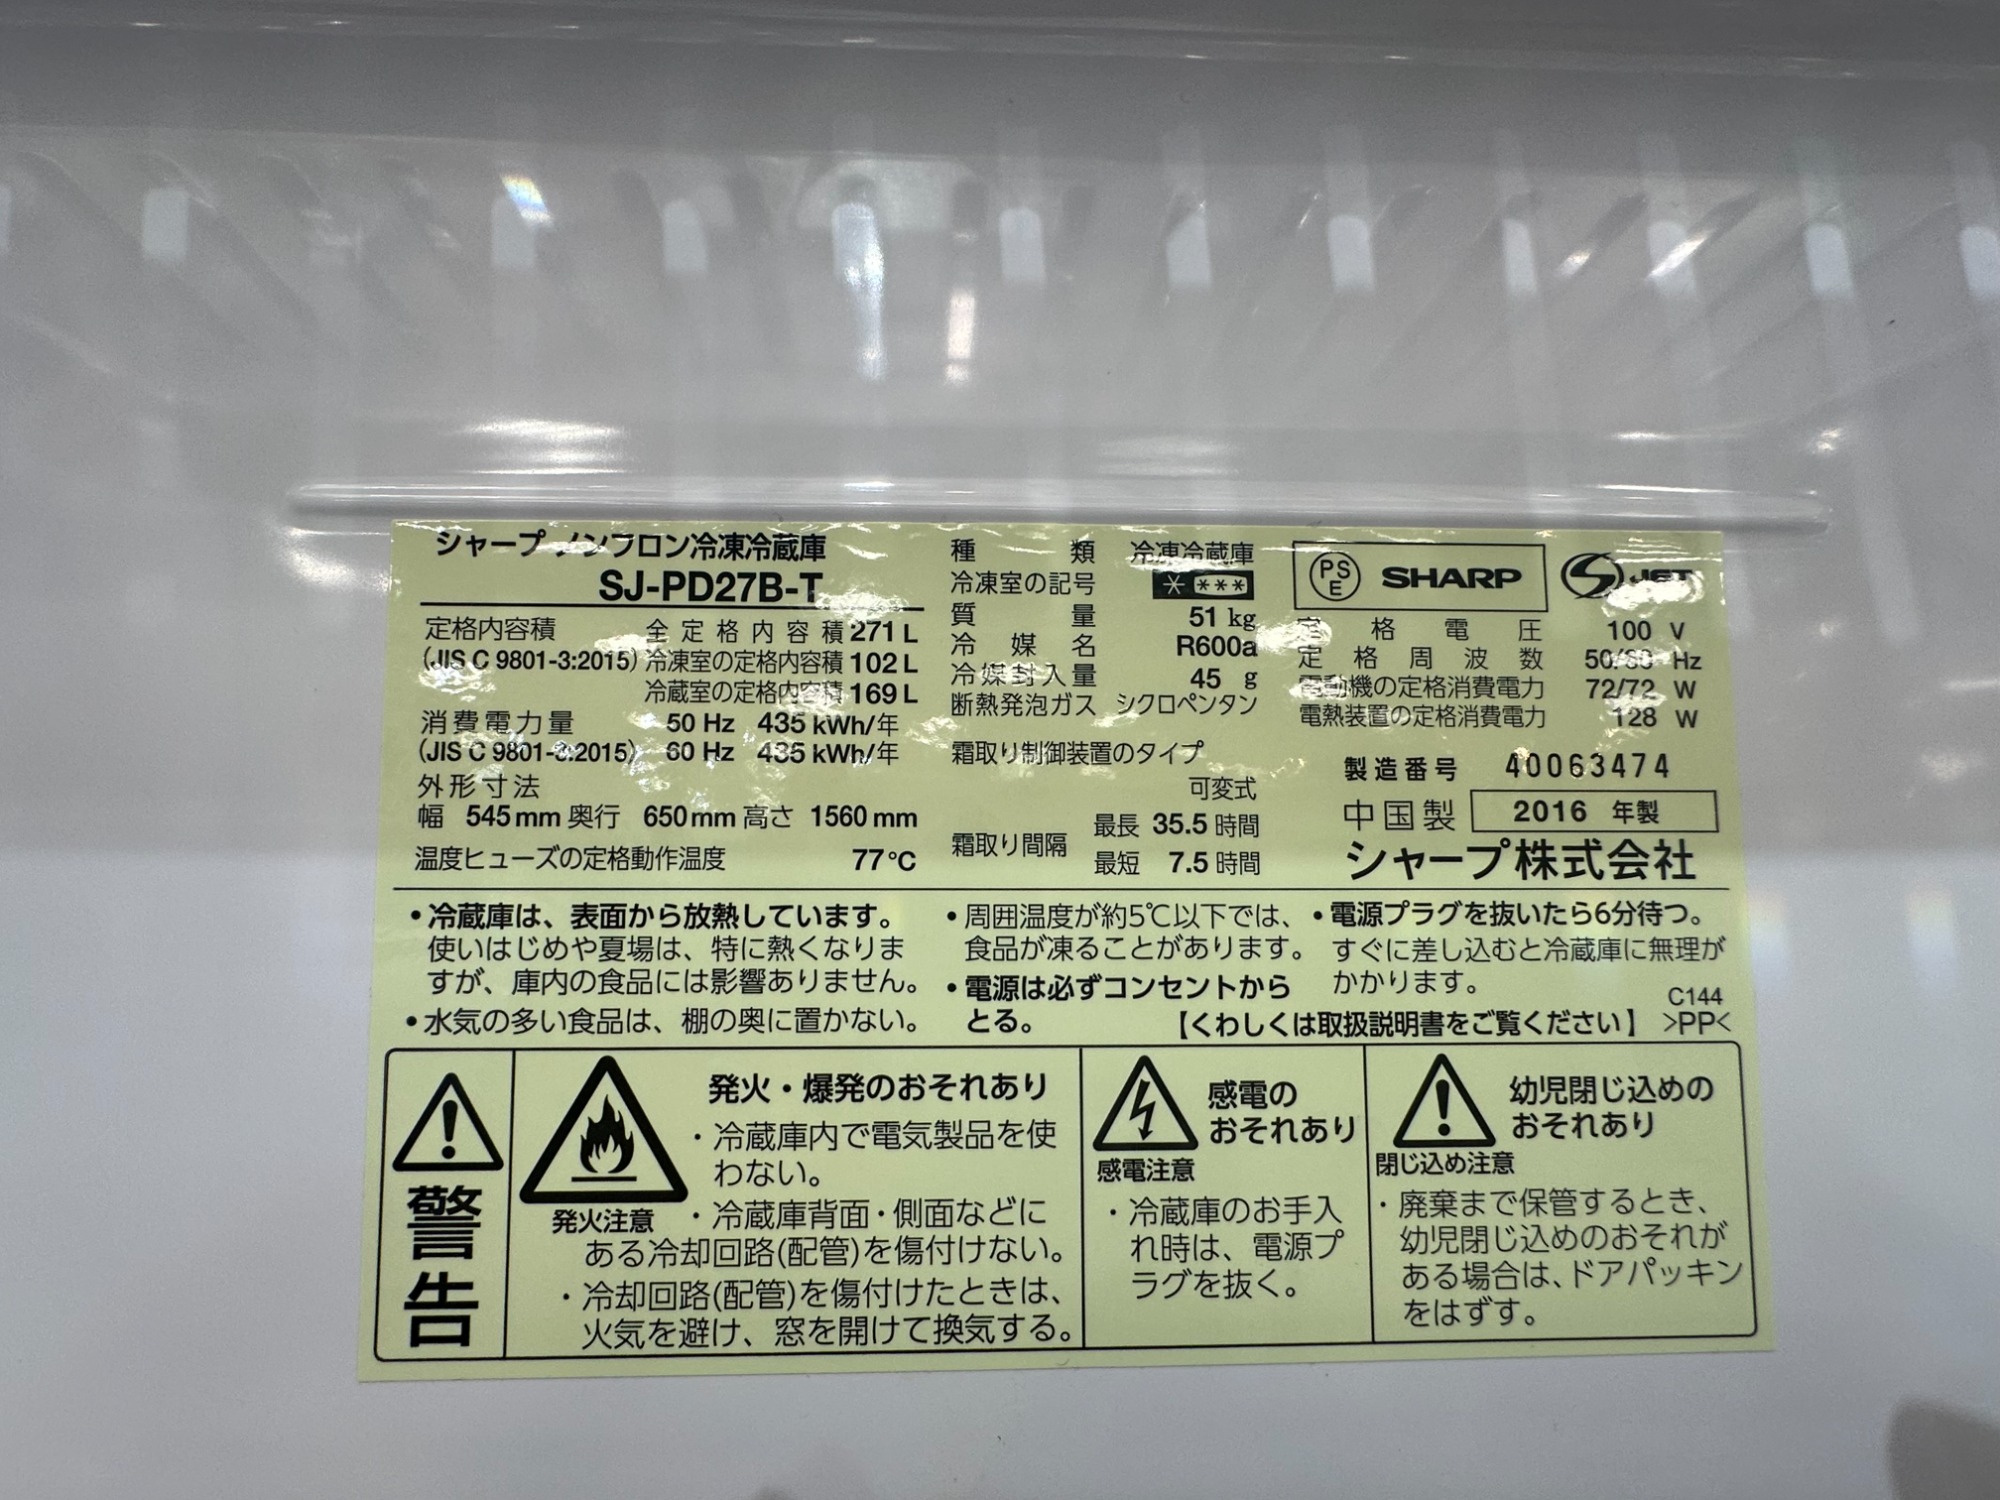 シャープ ノンフロン冷凍冷蔵庫
SJ-PD27B-T
定格内容積 全定格内容積 271 L
(JIS C 9801-3:2015) 冷凍室の定格内容積 102 L
冷蔵室の定格内容積 169 L
消費電力量 50 Hz 435 kWh/年
(JIS C 9801-3:2015) 60 Hz 435 kWh/年
外形寸法
幅 545 mm 奥行 650 mm 高さ 1560 mm
温度ヒューズの定格動作温度 77℃
種類 冷凍冷蔵庫
冷凍室の記号 * ***
質量 51 kg
冷媒名 R600a
冷媒封入量 45 g
断熱発泡ガス シクロペンタン
霜取り制御装置のタイプ
可変式
霜取り間隔 最長 35.5 時間
最短 7.5 時間
PS E SHARP S JET
定格電圧 100 V
定格周波数 50/60 Hz
電動機の定格消費電力 72/72 W
電熱装置の定格消費電力 128 W
製造番号 40063474
中国製 2016 年製
シャープ株式会社
・冷蔵庫は、表面から放熱しています。
使いはじめや夏場は、特に熱くなりま
すが、庫内の食品には影響ありません。
・水気の多い食品は、棚の奥に置かない。
・周囲温度が約5℃以下では、
食品が凍ることがあります。
・電源は必ずコンセントから
とる。
・電源プラグを抜いたら6分待つ。
すぐに差し込むと冷蔵庫に無理が
かかります。
【くわしくは取扱説明書をご覧ください】
C144
>PP<
警告
発火注意
発火・爆発のおそれあり
・冷蔵庫内で電気製品を使
わない。
・冷蔵庫背面・側面などに
ある冷却回路(配管)を傷付けない。
・冷却回路(配管)を傷付けたときは、
火気を避け、窓を開けて換気する。
感電の
おそれあり
感電注意
・冷蔵庫のお手入
れ時は、電源プ
ラグを抜く。
幼児閉じ込めの
おそれあり
閉じ込め注意
・廃棄まで保管するとき、
幼児閉じ込めのおそれが
ある場合は、ドアパッキン
をはずす。